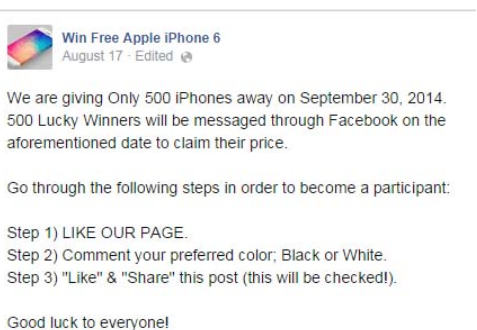 Win Free Apple iPhone 6
August 17 · Edited
We are giving Only 500 iPhones away on September 30, 2014.
500 Lucky Winners will be messaged through Facebook on the
aforementioned date to claim their price.
Go through the following steps in order to become a participant:
Step 1) LIKE OUR PAGE.
Step 2) Comment your preferred color; Black or White.
Step 3) "Like" & "Share" this post (this will be checked!).
Good luck to everyone!